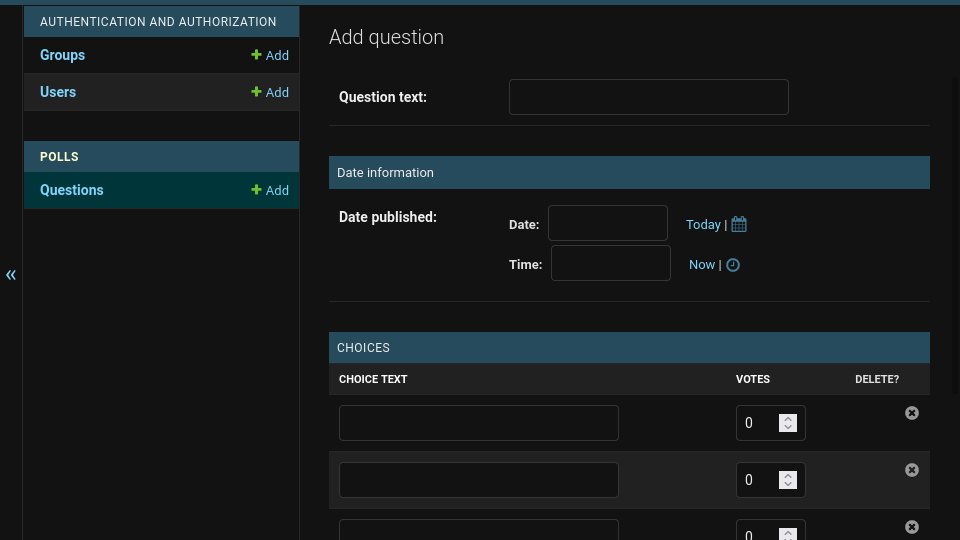 AUTHENTICATION AND AUTHORIZATION
Groups + Add
Users + Add
POLLS
Questions + Add
«
Add question
Question text:
Date information
Date published:
Date: Today |
Time: Now |
CHOICES
CHOICE TEXT VOTES DELETE?
0
0
0